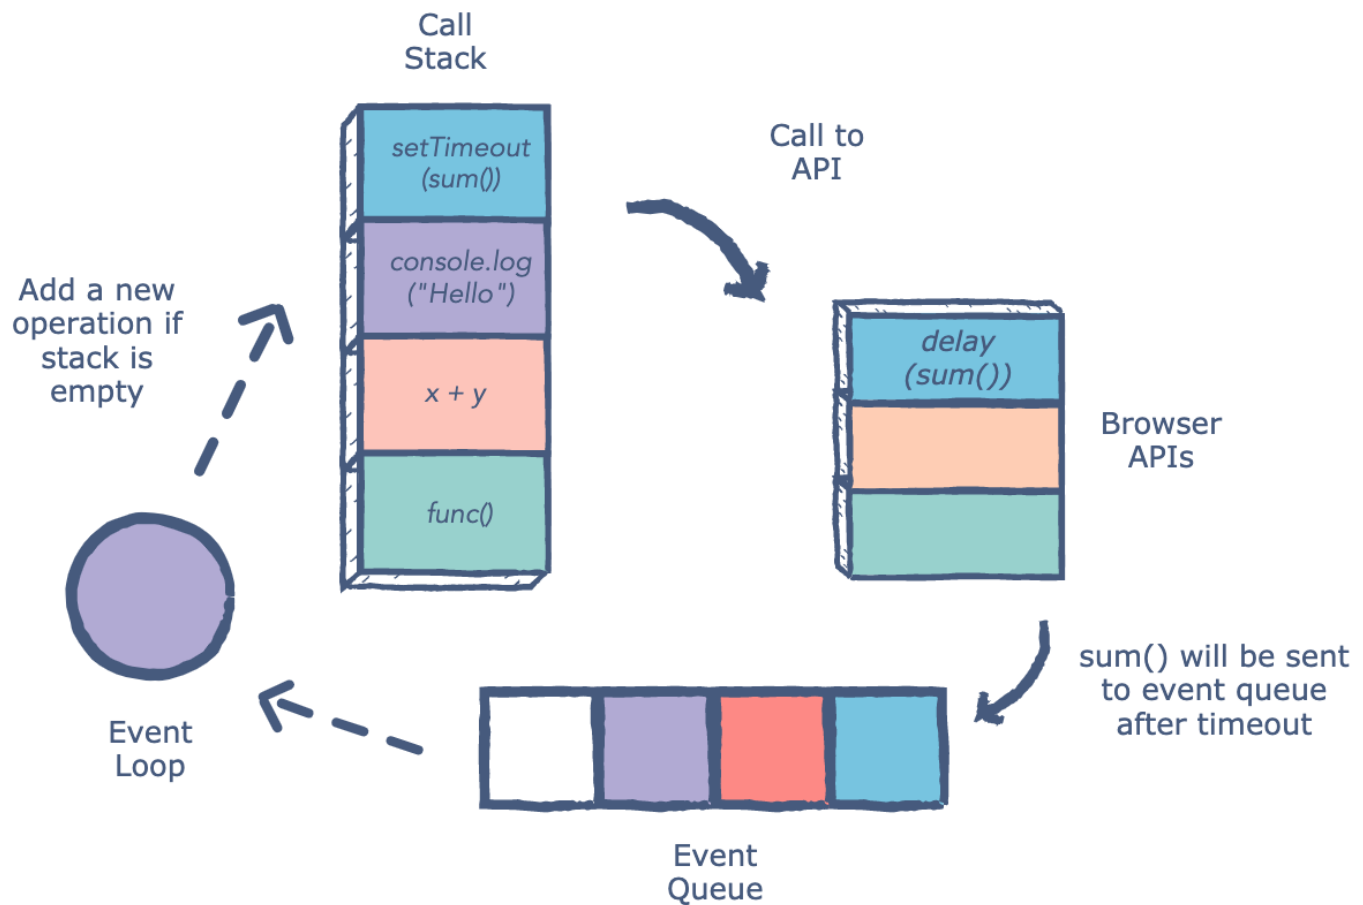 Call
Stack
setTimeout
(sum())
console.log
("Hello")
x + y
func()
Call to
API
delay
(sum())
Browser
APIs
sum() will be sent
to event queue
after timeout
Event
Queue
Event
Loop
Add a new
operation if
stack is
empty